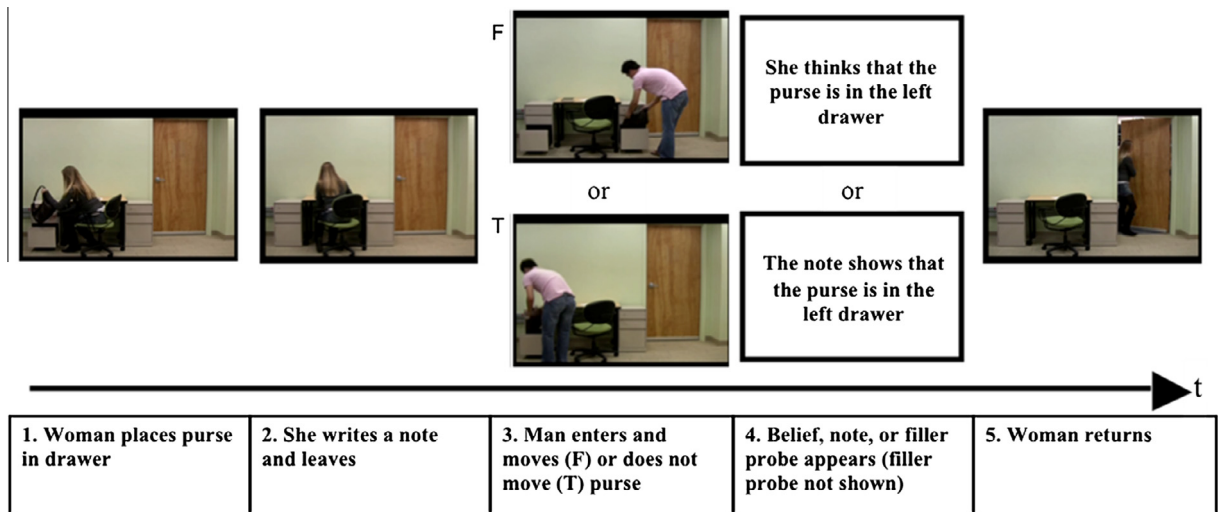 F
She thinks that the
purse is in the left
drawer
or
or
T
The note shows that
the purse is in the
left drawer
t
1. Woman places purse
in drawer
2. She writes a note
and leaves
3. Man enters and
moves (F) or does not
move (T) purse
4. Belief, note, or filler
probe appears (filler
probe not shown)
5. Woman returns